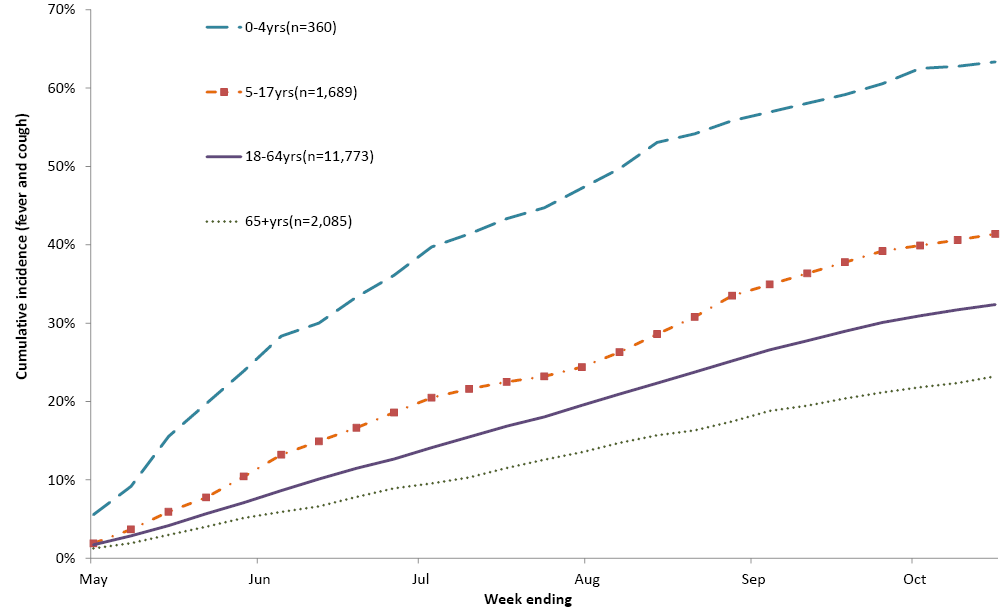 70%
60%
50%
40%
30%
20%
10%
0%
Cumulative incidence (fever and cough)
0-4yrs(n=360)
5-17yrs(n=1,689)
18-64yrs(n=11,773)
65+yrs(n=2,085)
May Jun Jul Aug Sep Oct
Week ending